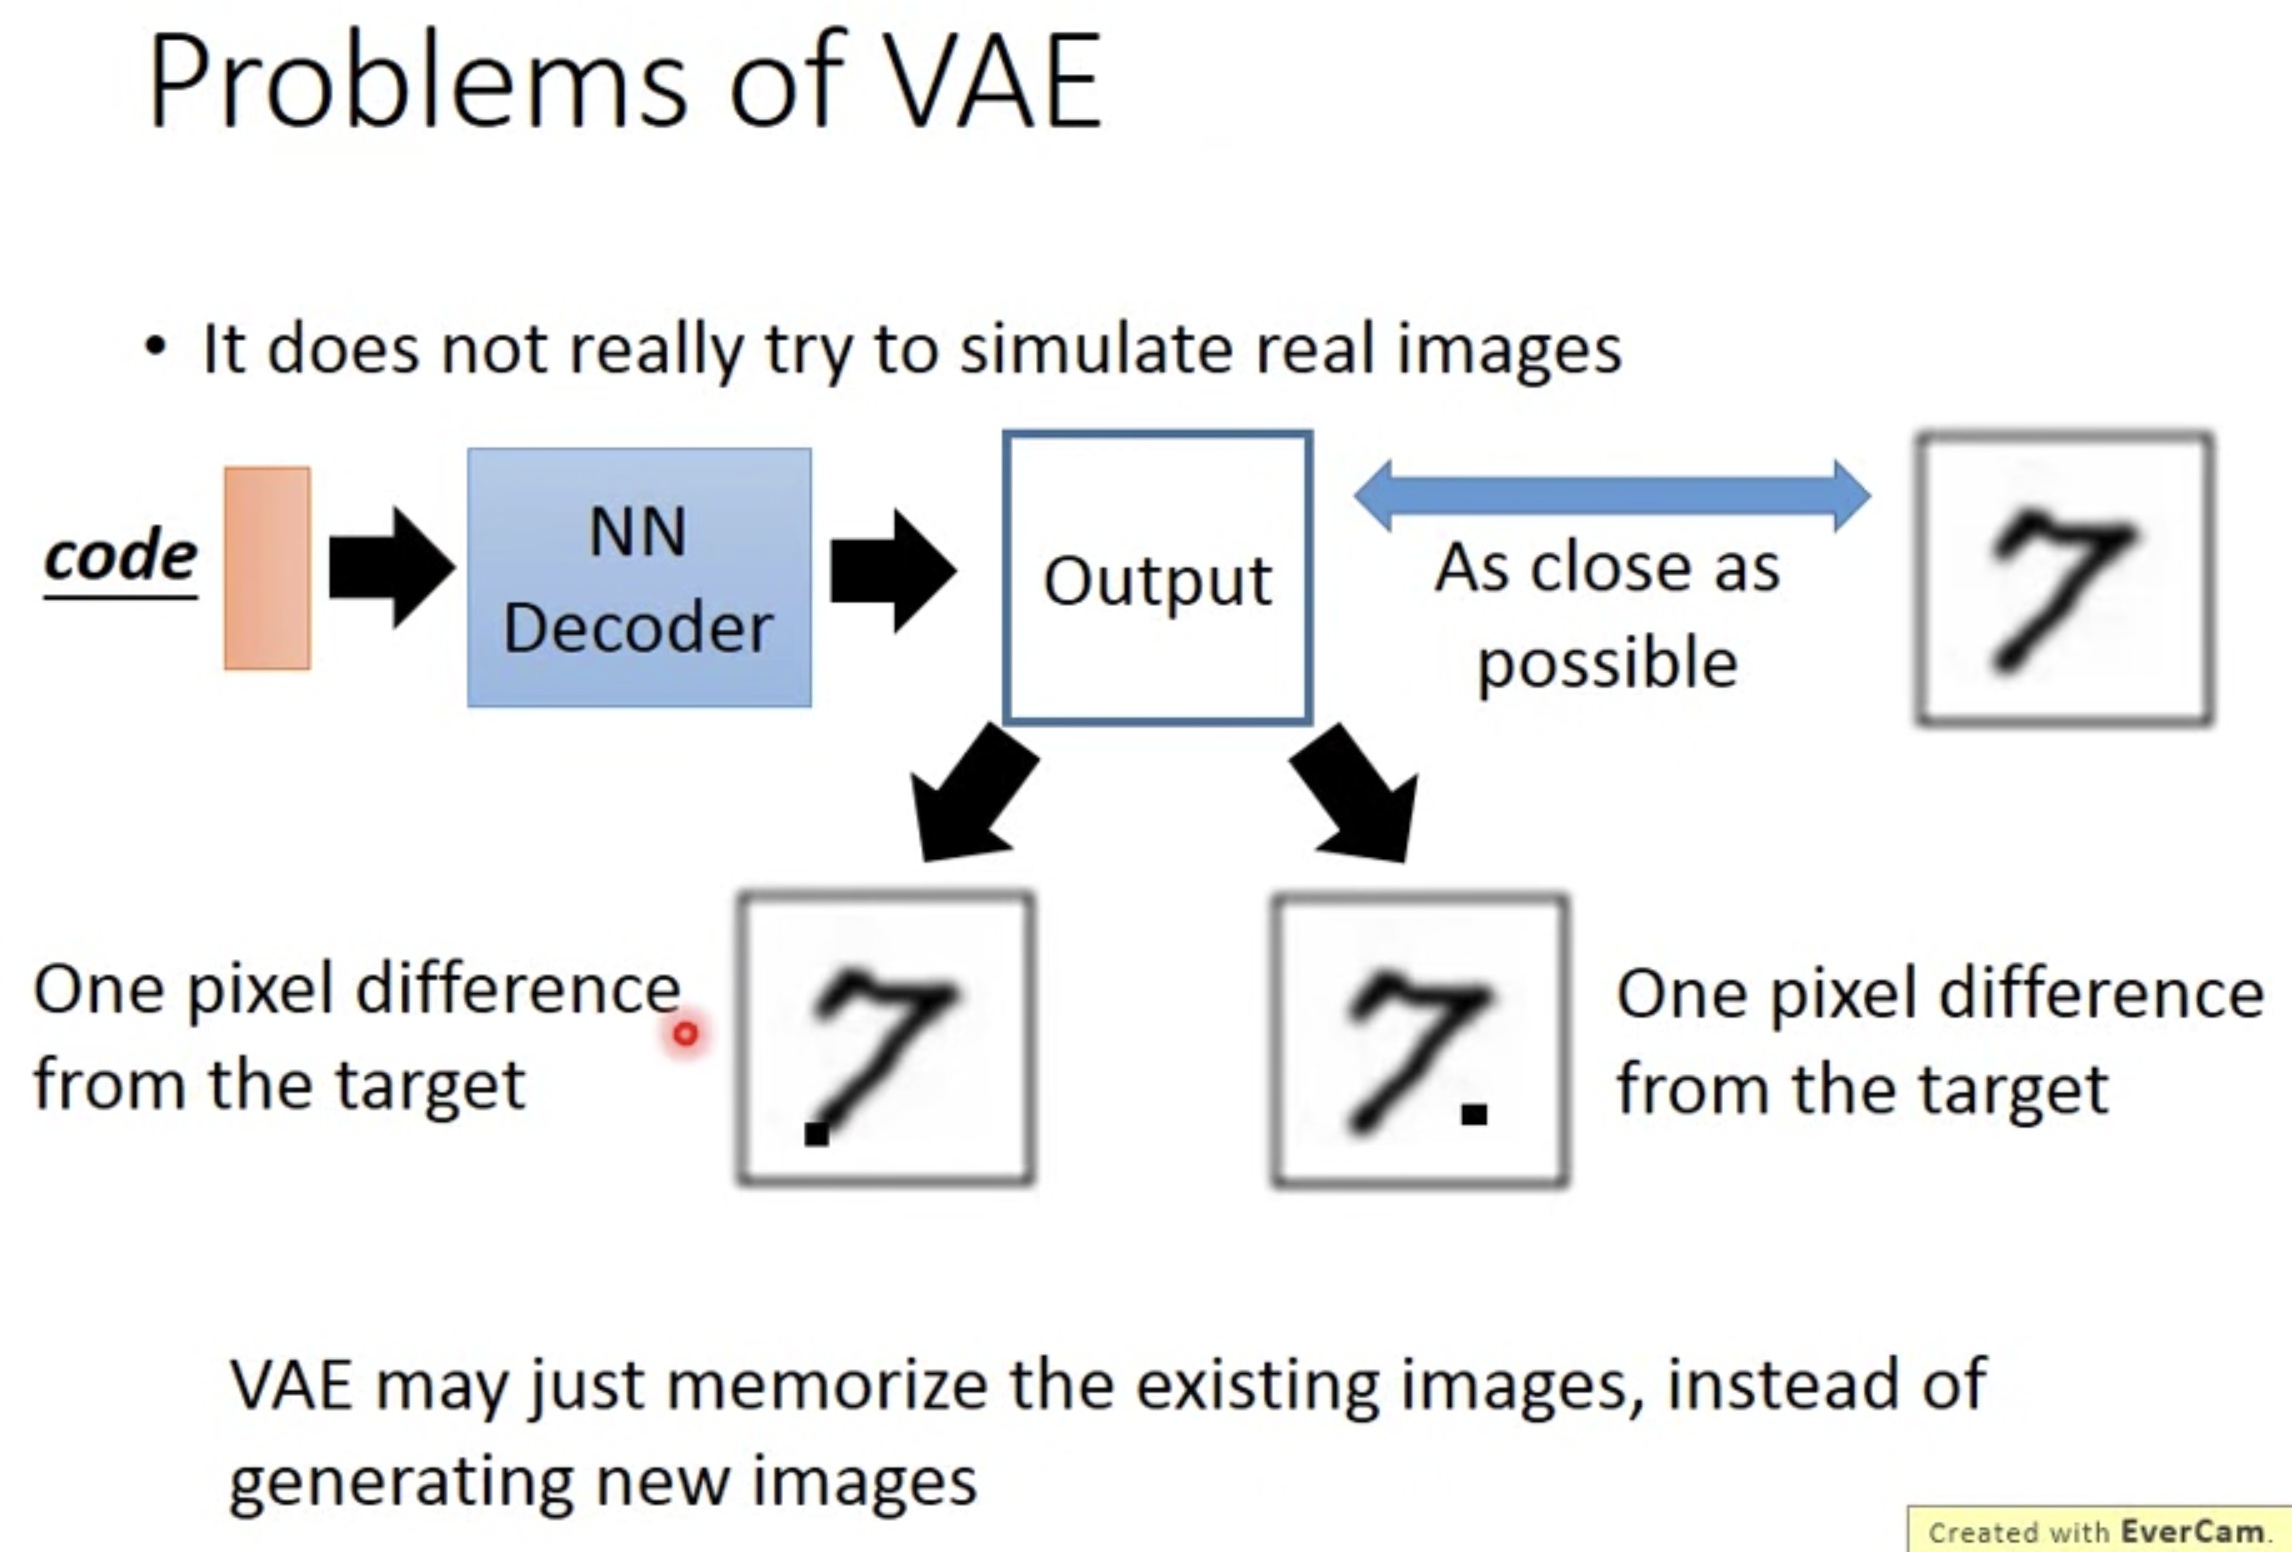 Problems of VAE
• It does not really try to simulate real images
code
NN
Decoder
Output
As close as
possible
7
One pixel difference
from the target
7
7
One pixel difference
from the target
VAE may just memorize the existing images, instead of
generating new images
Created with EverCam.